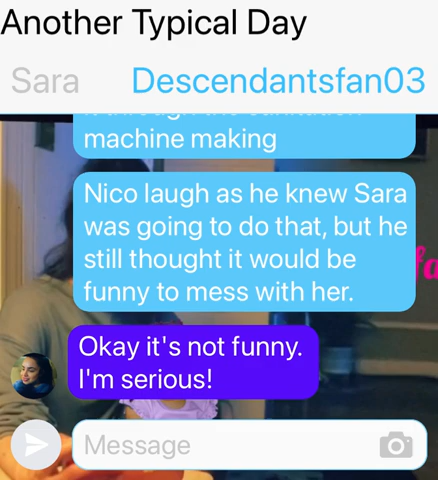 Another Typical Day
Sara Descendantsfan03
machine making
Nico laugh as he knew Sara
was going to do that, but he
still thought it would be
funny to mess with her.
fa
Okay it's not funny.
I'm serious!
Message